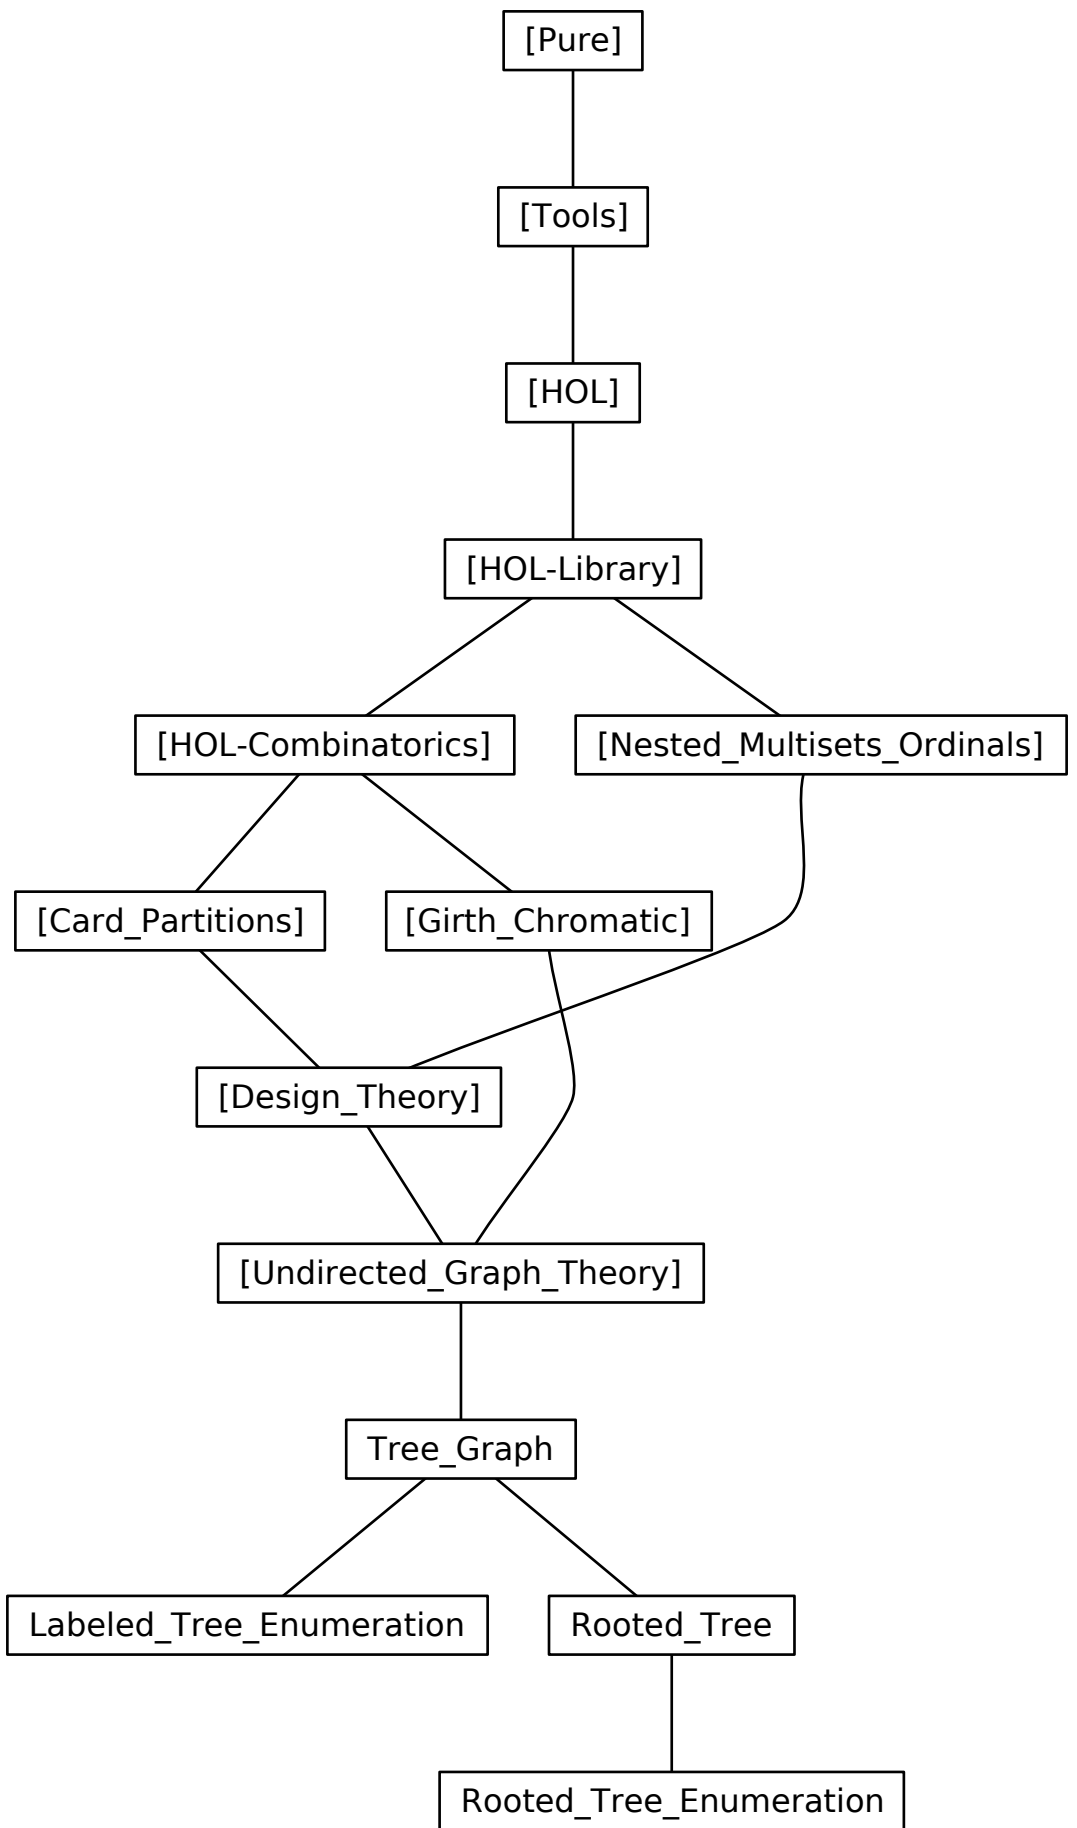 [Pure]
[Tools]
[HOL]
[HOL-Library]
[HOL-Combinatorics]
[Nested_Multisets_Ordinals]
[Card_Partitions]
[Girth_Chromatic]
[Design_Theory]
[Undirected_Graph_Theory]
Tree_Graph
Labeled_Tree_Enumeration
Rooted_Tree
Rooted_Tree_Enumeration